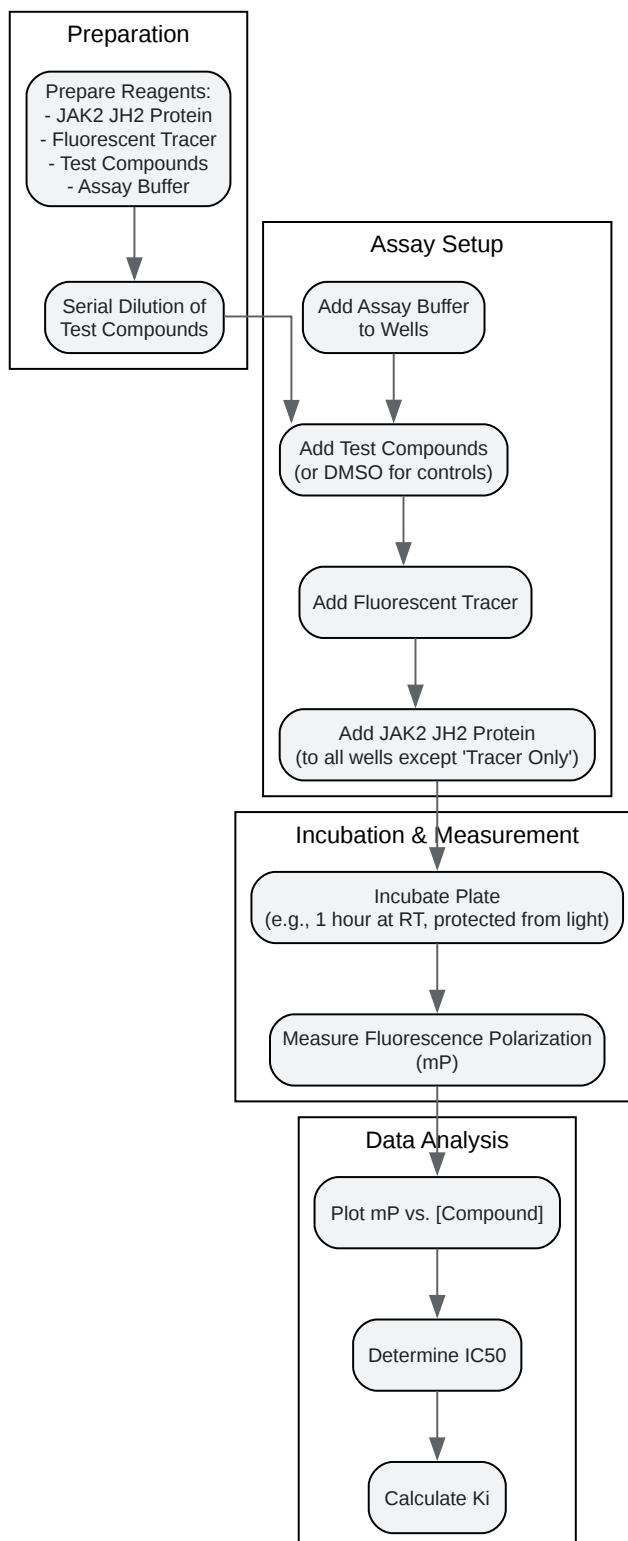 Preparation
Prepare Reagents:
- JAK2 JH2 Protein
- Fluorescent Tracer
- Test Compounds
- Assay Buffer
Serial Dilution of
Test Compounds
Assay Setup
Add Assay Buffer
to Wells
Add Test Compounds
(or DMSO for controls)
Add Fluorescent Tracer
Add JAK2 JH2 Protein
(to all wells except 'Tracer Only')
Incubation & Measurement
Incubate Plate
(e.g., 1 hour at RT, protected from light)
Measure Fluorescence Polarization
(mP)
Data Analysis
Plot mP vs. [Compound]
Determine IC50
Calculate Ki